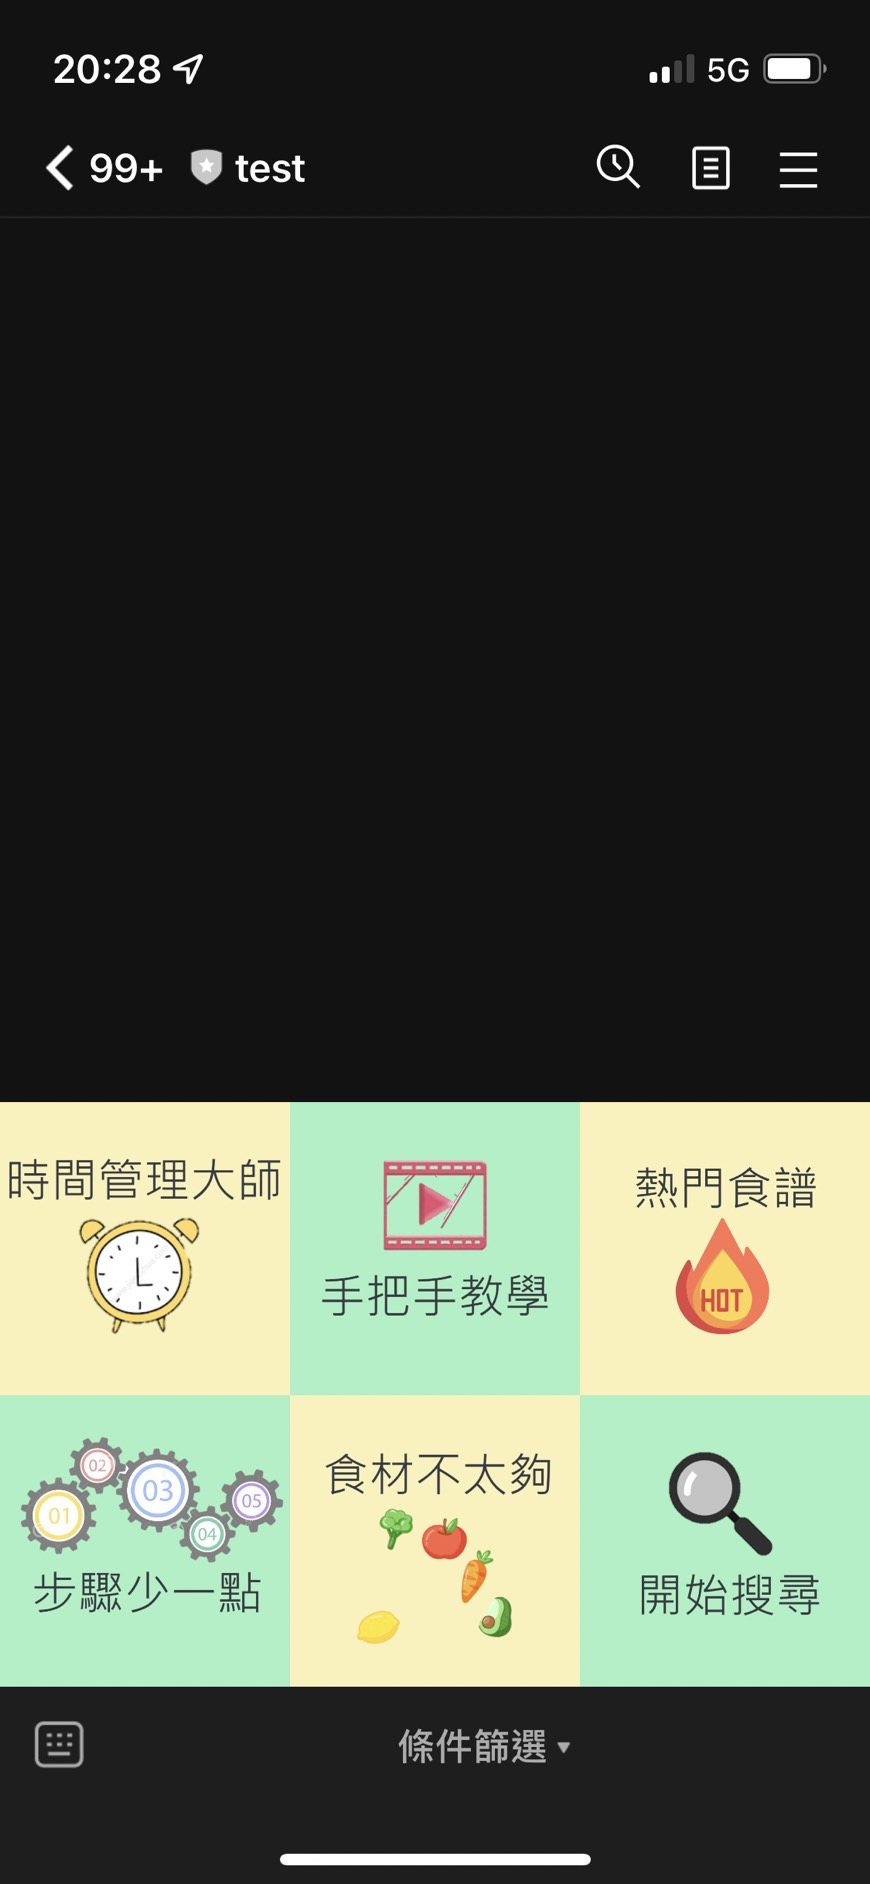 20:28
5G
99+ test
時間管理大師
手把手教學
熱門食譜
HOT
01
02
03
04
05
步驟少一點
食材不太夠
開始搜尋
條件篩選